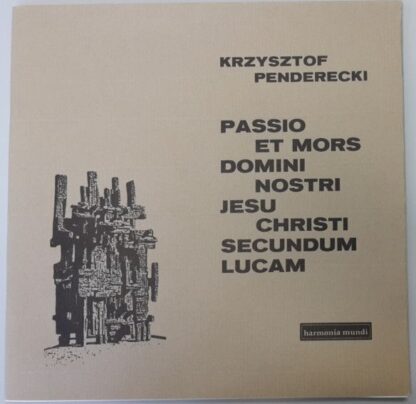 KRZYSZTOF
PENDERECKI
PASSIO
ET MORS
DOMINI
NOSTRI
JESU
CHRISTI
SECUNDUM
LUCAM
harmonia mundi